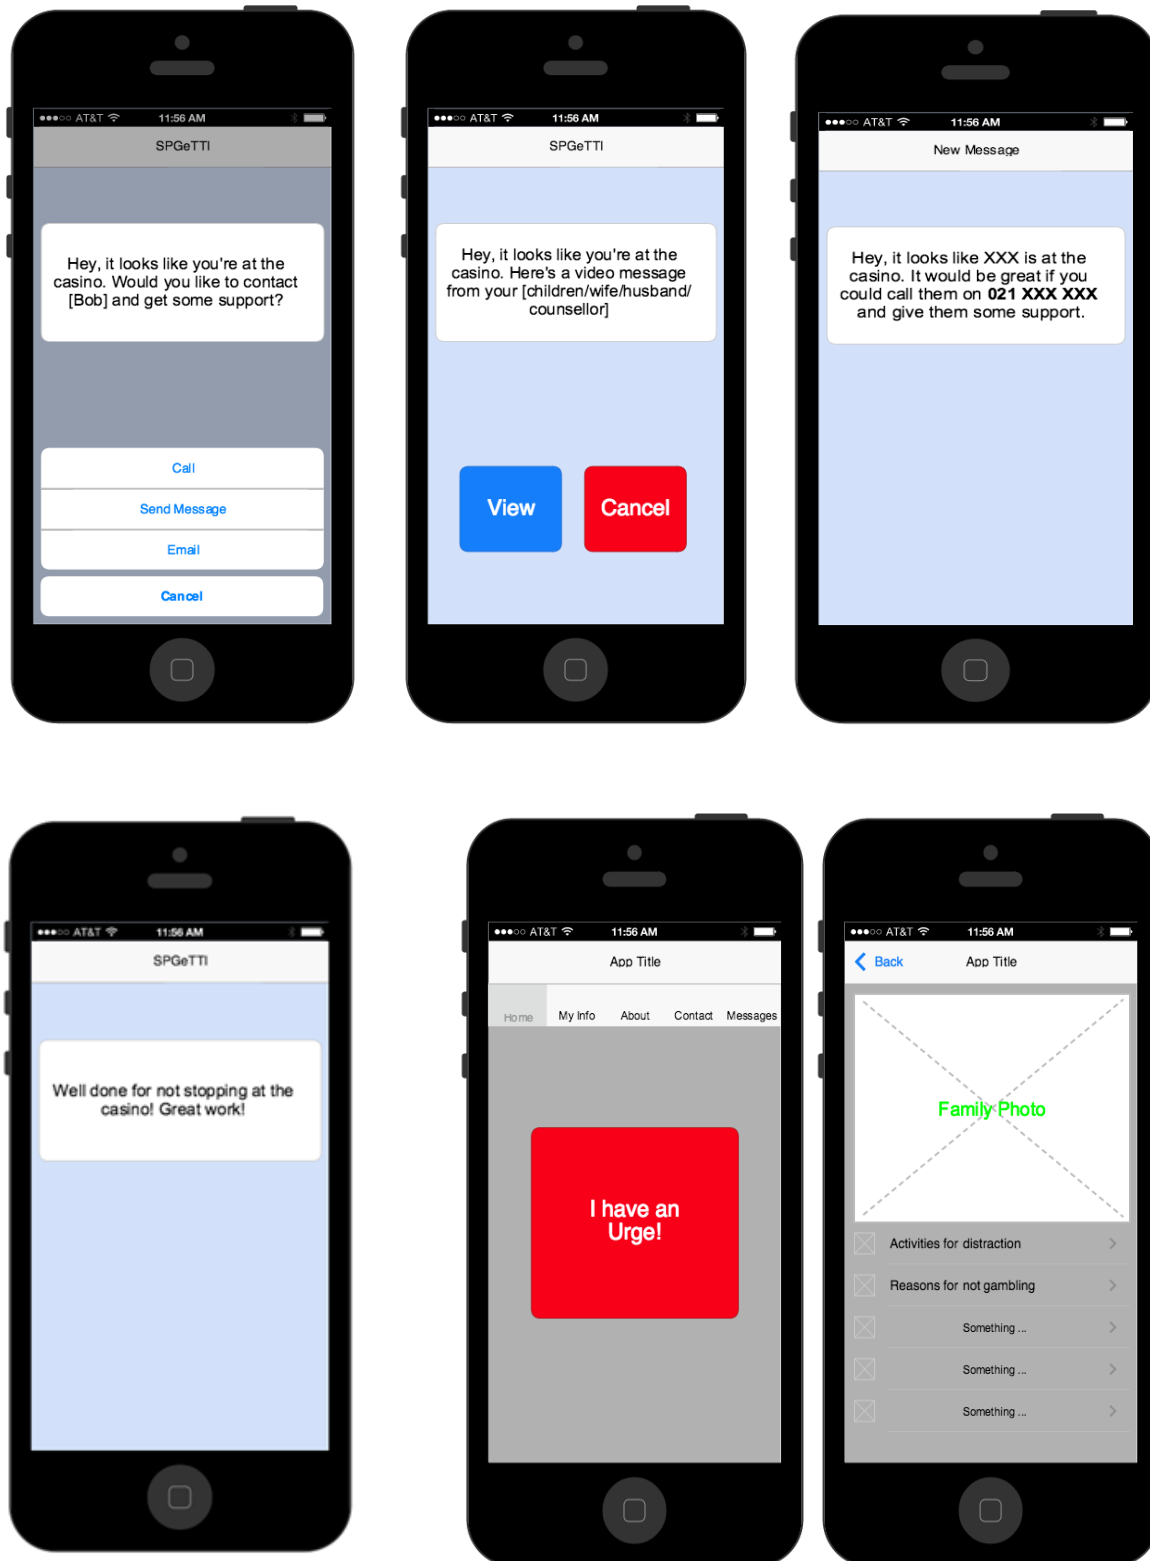 AT&T 11:56 AM
SPGeTTI
Hey, it looks like you're at the
casino. Would you like to contact
[Bob] and get some support?
Call
Send Message
Email
Cancel
AT&T 11:56 AM
SPGeTTI
Hey, it looks like you're at the
casino. Here's a video message
from your [children/wife/husband/
counsellor]
View Cancel
AT&T 11:56 AM
New Message
Hey, it looks like XXX is at the
casino. It would be great if you
could call them on 021 XXX XXX
and give them some support.
AT&T 11:56 AM
SPGeTTI
Well done for not stopping at the
casino! Great work!
AT&T 11:56 AM
App Title
Home My Info About Contact Messages
I have an
Urge!
AT&T 11:56 AM
Back App Title
Family Photo
Activities for distraction
Reasons for not gambling
Something ...
Something ...
Something ...